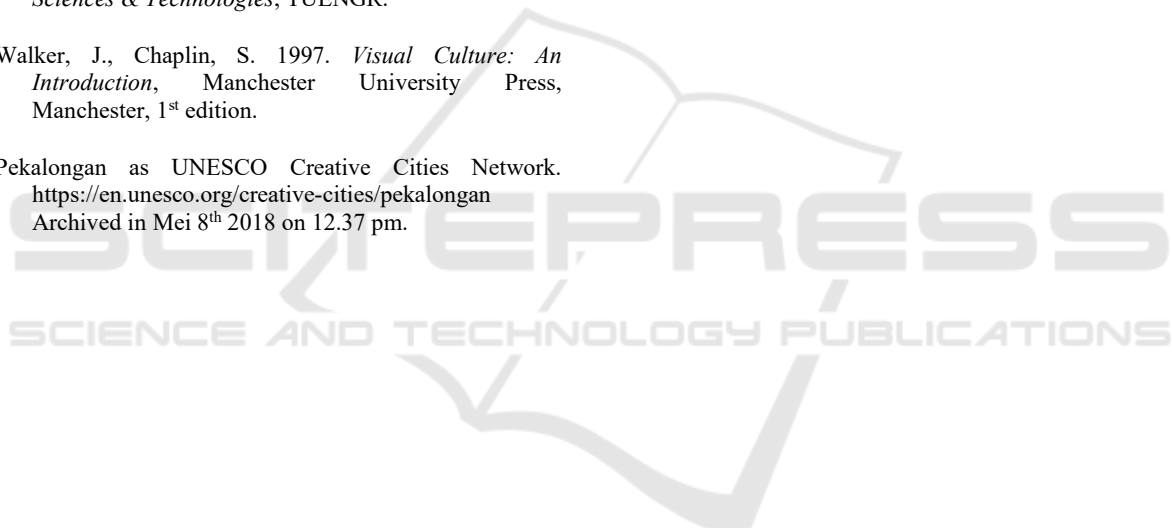 Sciences & Technologies, TUENGR.
Walker, J., Chaplin, S. 1997. Visual Culture: An
Introduction, Manchester University Press,
Manchester, 1st edition.
Pekalongan as UNESCO Creative Cities Network.
https://en.unesco.org/creative-cities/pekalongan
Archived in Mei 8th 2018 on 12.37 pm.
SCITEPRESS
SCIENCE AND TECHNOLOGY PUBLICATIONS